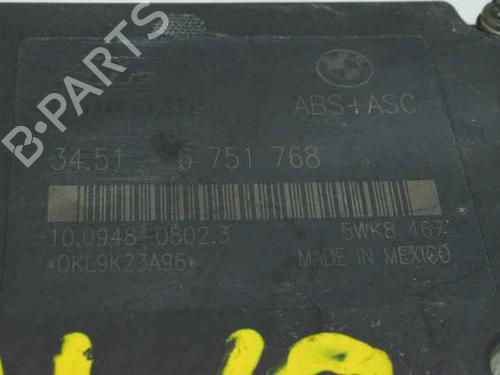 ABS+ASC
34.51 6 751 768
10.0948-0802.3 5WK8 467
*OKL9K23A96* MADE IN MEXICO
B-Parts